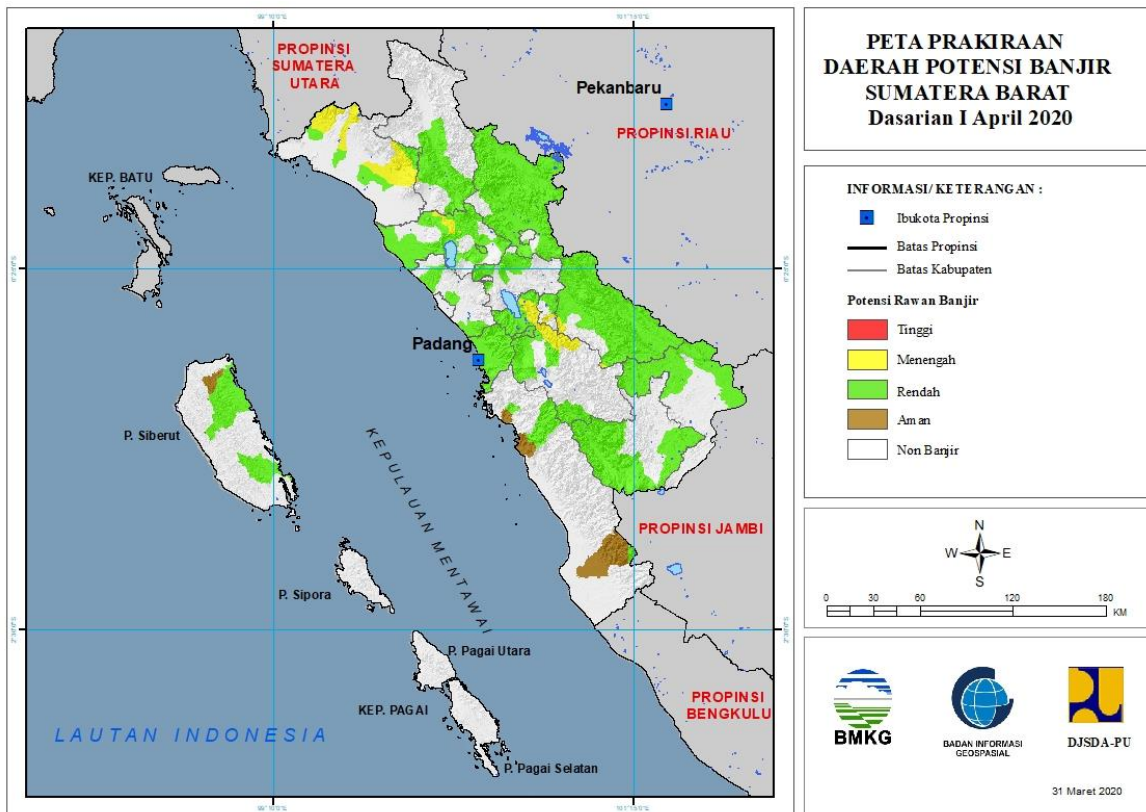 PROPINSI
SUMATERA
UTARA
Pekanbaru
PROPINSI RIAU
KEP. BATU
Padang
P. Siberut
KEPULAUAN MENTAWAI
PROPINSI JAMBI
P. Sipora
P. Pagai Utara
KEP. PAGAI
PROPINSI
BENGKULU
LAUTAN INDONESIA
P. Pagai Selatan
PETA PRAKIRAAN
DAERAH POTENSI BANJIR
SUMATERA BARAT
Dasarian I April 2020
INFORMASI/ KETERANGAN :
Ibukota Propinsi
Batas Propinsi
Batas Kabupaten
Potensi Rawan Banjir
Tinggi
Menengah
Rendah
Aman
Non Banjir
N
W E
S
0 30 60 120 180
KM
BMKG
BADAN INFORMASI
GEOSPASIAL
DJSDA-PU
31 Maret 2020